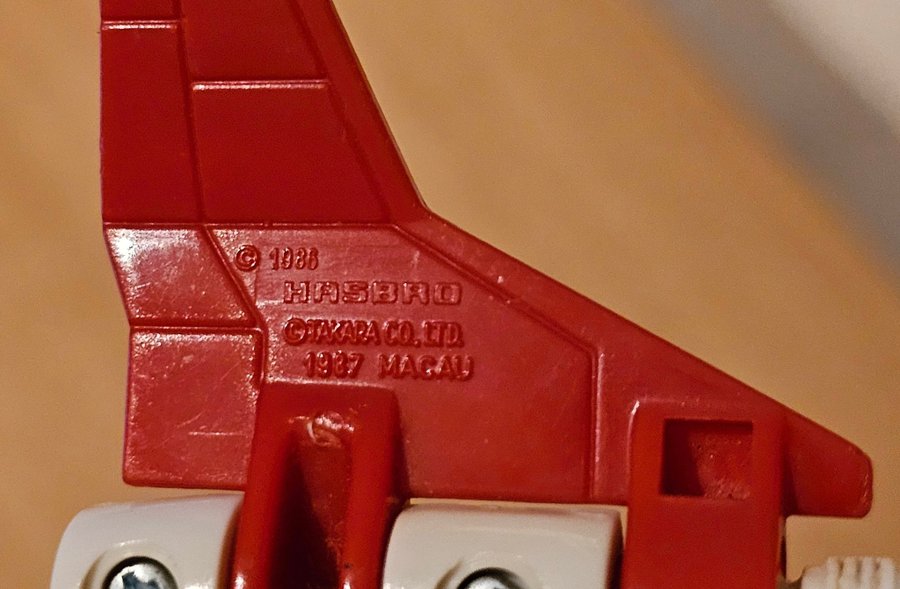 © 1986
HASBRO
© TAKARA CO., LTD.
1987 MACAU